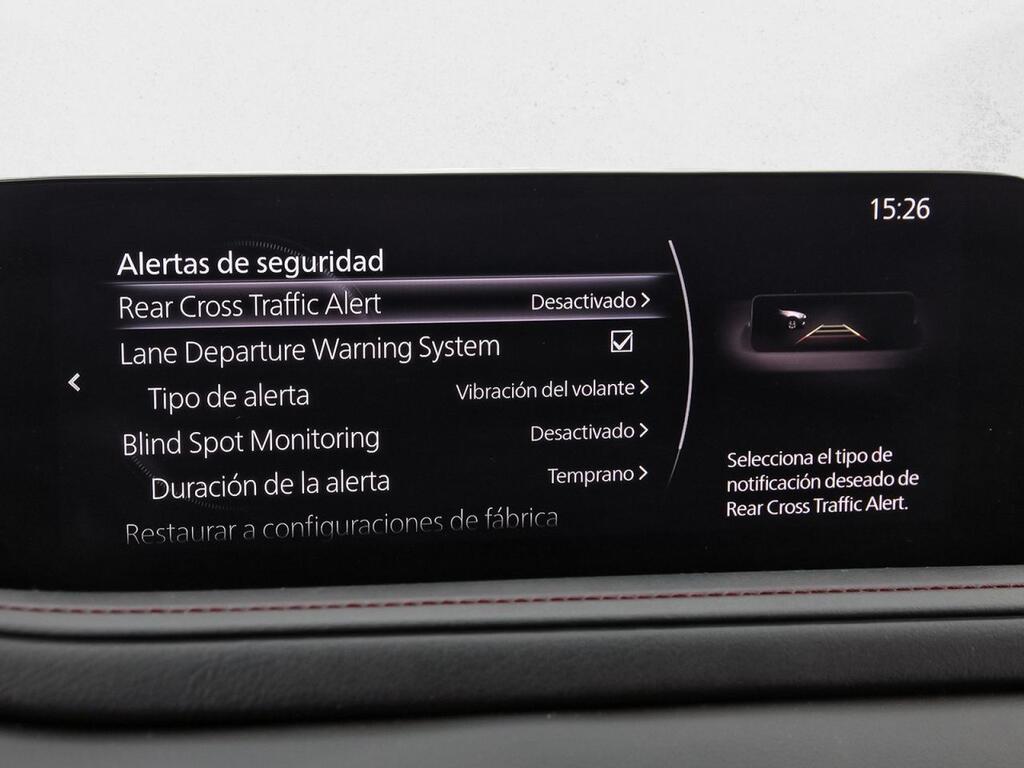 15:26
Alertas de seguridad
Rear Cross Traffic Alert Desactivado
Lane Departure Warning System
Tipo de alerta Vibración del volante
Blind Spot Monitoring Desactivado
Duración de la alerta Temprano
Restaurar a configuraciones de fábrica
Selecciona el tipo de
notificación deseado de
Rear Cross Traffic Alert.